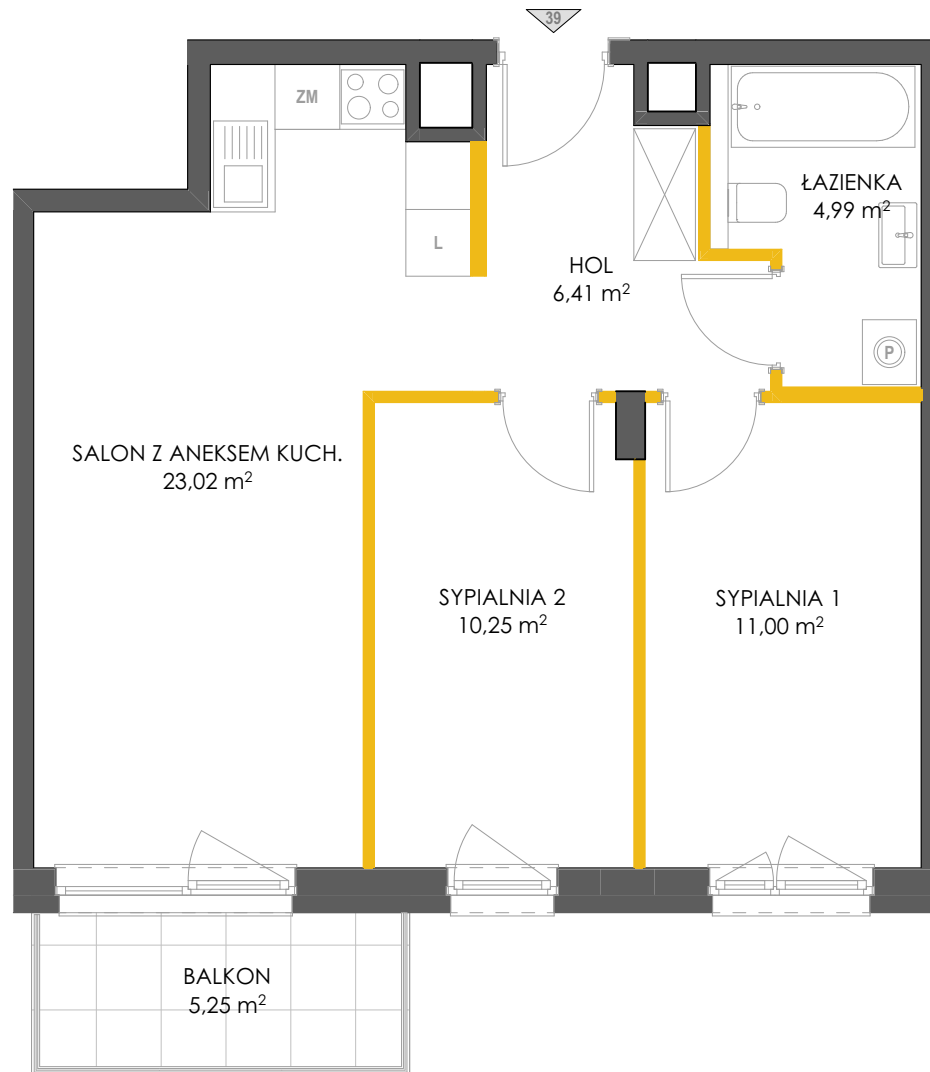 39
ZM
ŁAZIENKA
4,99 m²
L
HOL
6,41 m²
P
SALON Z ANEKSEM KUCH.
23,02 m²
SYPIALNIA 2
10,25 m²
SYPIALNIA 1
11,00 m²
BALKON
5,25 m²